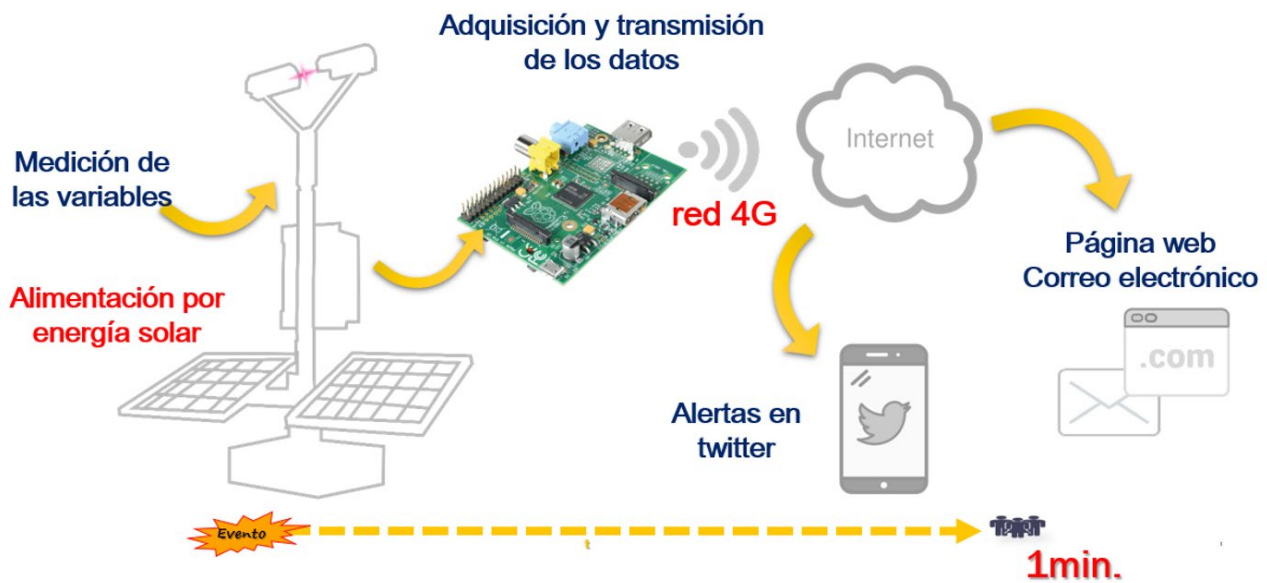 Adquisición y transmisión
de los datos
Medición de
las variables
Internet
red 4G
Alimentación por
energía solar
Página web
Correo electrónico
.com
Alertas en
twitter
Evento
t
1min.